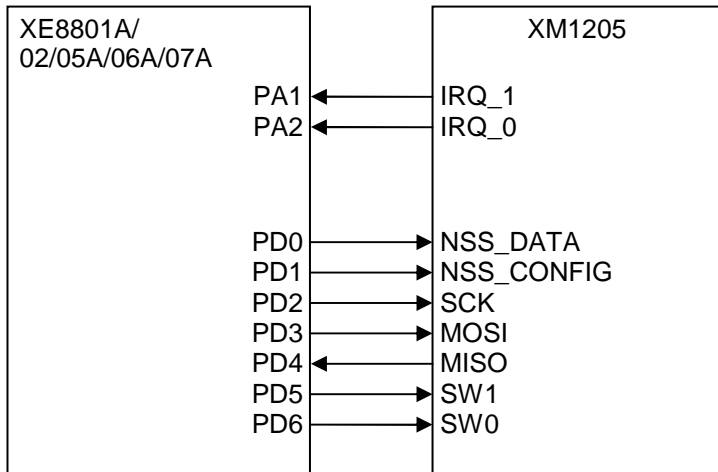 XE8801A/
02/05A/06A/07A
XM1205
PA1 IRQ_1
PA2 IRQ_0
PD0 NSS_DATA
PD1 NSS_CONFIG
PD2 SCK
PD3 MOSI
PD4 MISO
PD5 SW1
PD6 SW0